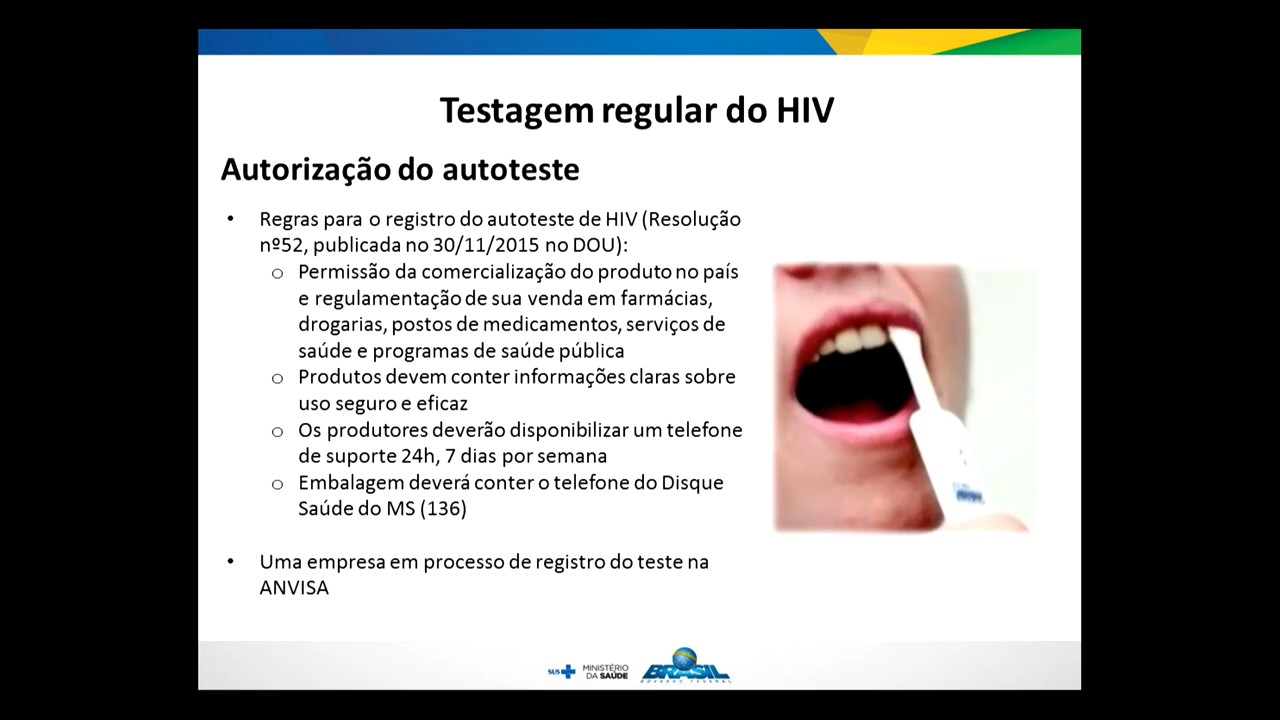 Testagem regular do HIV
Autorização do autoteste
• Regras para o registro do autoteste de HIV (Resolução
nº52, publicada no 30/11/2015 no DOU):
o Permissão da comercialização do produto no país
e regulamentação de sua venda em farmácias,
drogarias, postos de medicamentos, serviços de
saúde e programas de saúde pública
o Produtos devem conter informações claras sobre
uso seguro e eficaz
o Os produtores deverão disponibilizar um telefone
de suporte 24h, 7 dias por semana
o Embalagem deverá conter o telefone do Disque
Saúde do MS (136)
• Uma empresa em processo de registro do teste na
ANVISA
SUS MINISTÉRIO
DA SAÚDE
BRASIL
GOVERNO FEDERAL